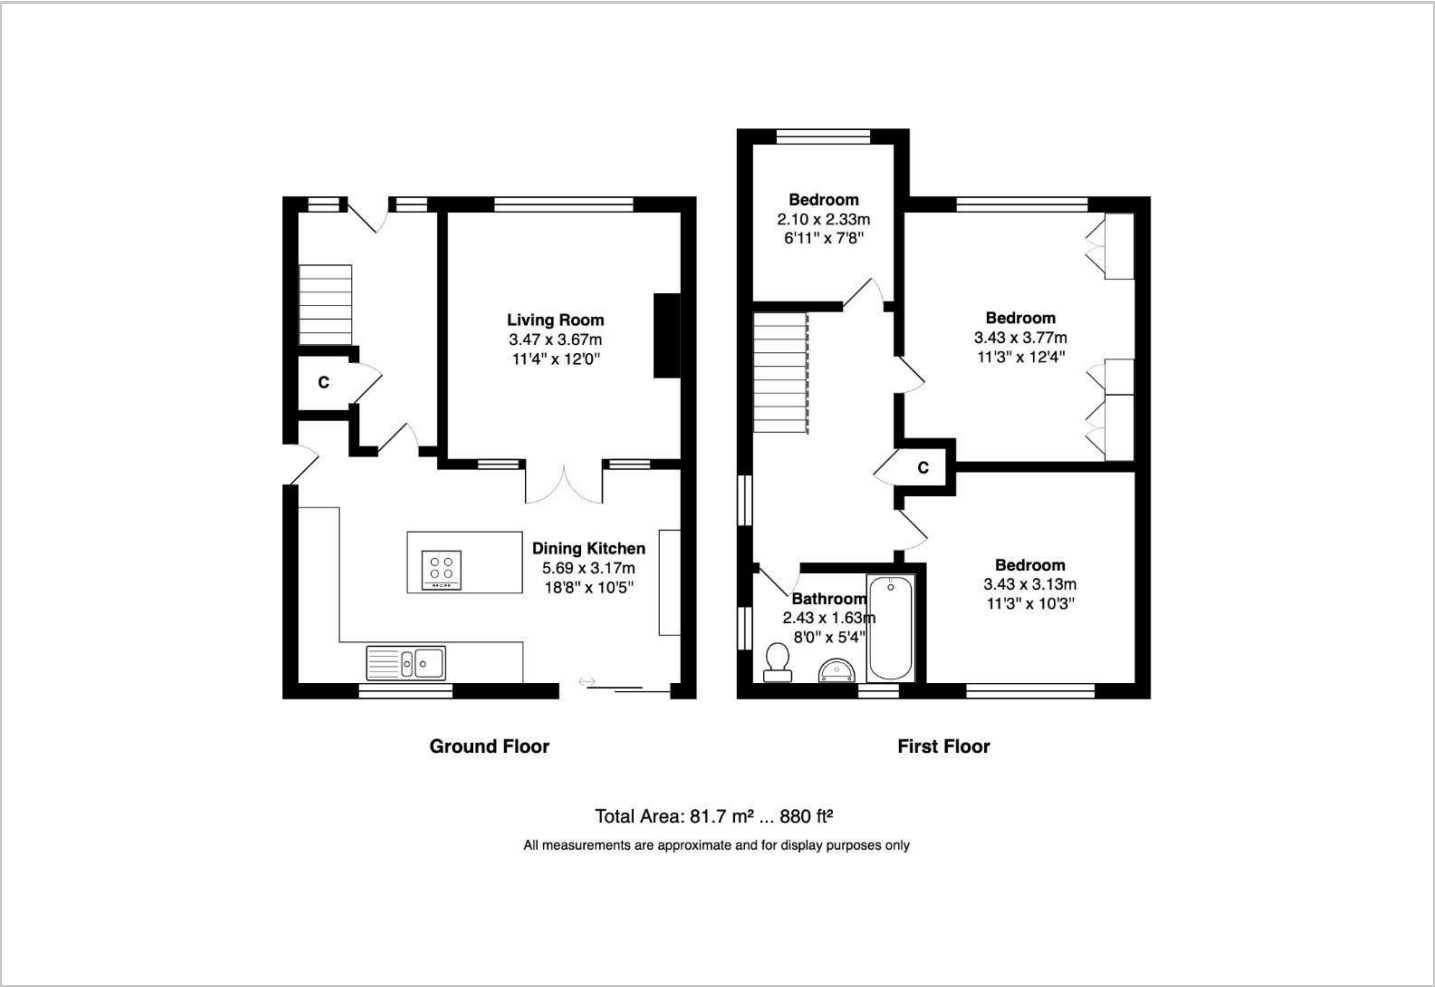 Bedroom
2.10 x 2.33m
6'11" x 7'8"
Living Room
3.47 x 3.67m
11'4" x 12'0"
Bedroom
3.43 x 3.77m
11'3" x 12'4"
C
C
Dining Kitchen
5.69 x 3.17m
18'8" x 10'5"
Bedroom
3.43 x 3.13m
11'3" x 10'3"
Bathroom
2.43 x 1.63m
8'0" x 5'4"
Ground Floor
First Floor
Total Area: 81.7 m² ... 880 ft²
All measurements are approximate and for display purposes only